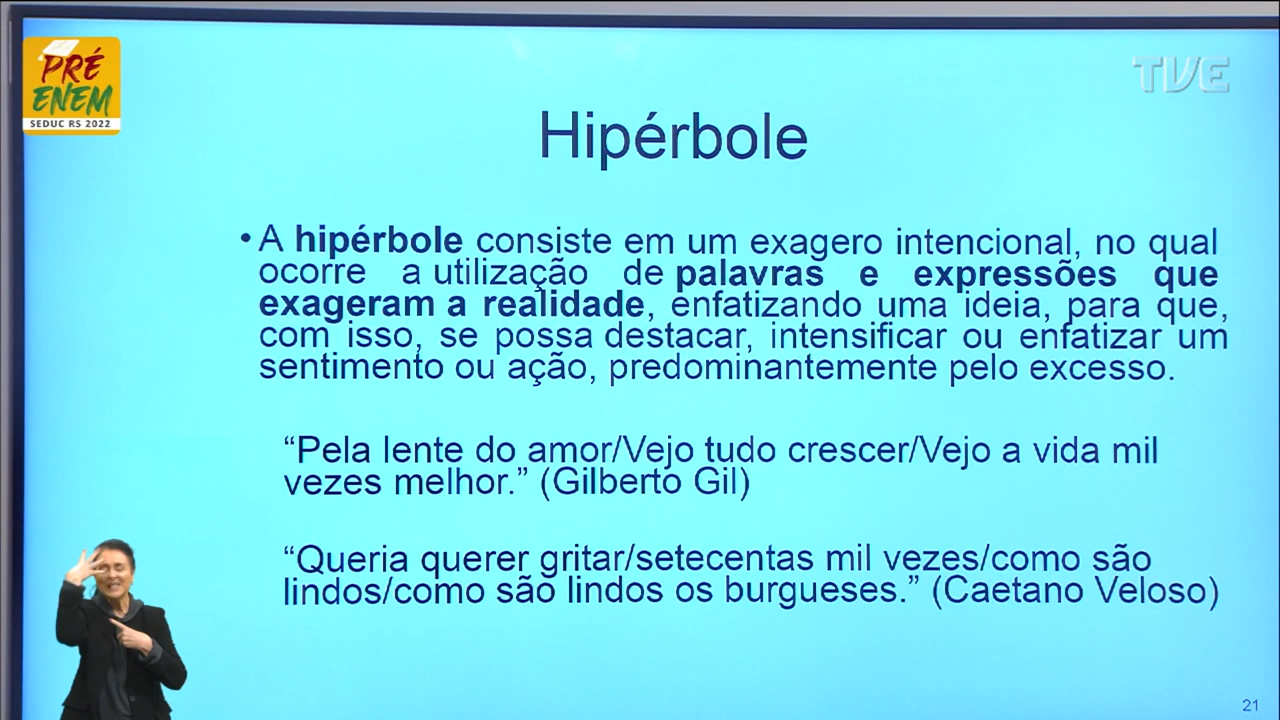 PRÉ
ENEM
SEDUC RS 2022
TVE
Hipérbole
• A hipérbole consiste em um exagero intencional, no qual
ocorre a utilização de palavras e expressões que
exageram a realidade, enfatizando uma ideia, para que,
com isso, se possa destacar, intensificar ou enfatizar um
sentimento ou ação, predominantemente pelo excesso.
“Pela lente do amor/Vejo tudo crescer/Vejo a vida mil
vezes melhor.” (Gilberto Gil)
“Queria querer gritar/setecentas mil vezes/como são
lindos/como são lindos os burgueses.” (Caetano Veloso)
21